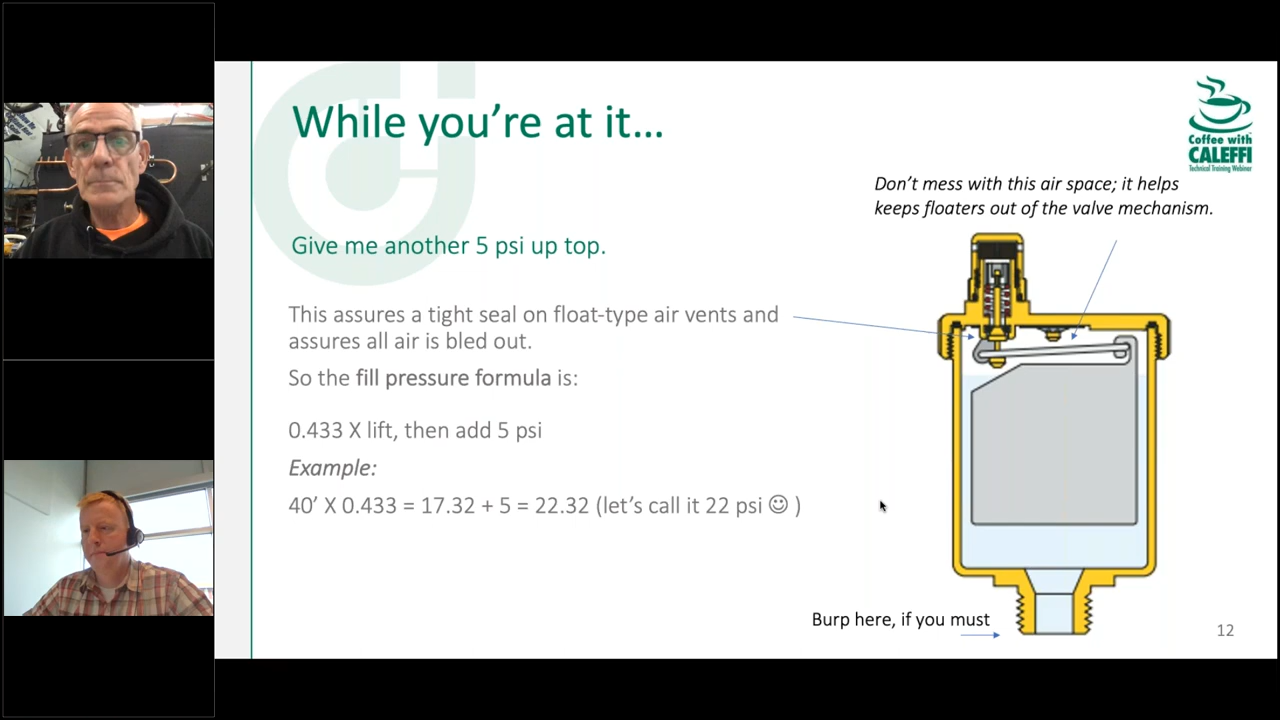 While you're at it...
Coffee with
CALEFFI
Technical Training Webinar
Don't mess with this air space; it helps
keeps floaters out of the valve mechanism.
Give me another 5 psi up top.
This assures a tight seal on float-type air vents and
assures all air is bled out.
So the fill pressure formula is:
0.433 X lift, then add 5 psi
Example:
40' X 0.433 = 17.32 + 5 = 22.32 (let's call it 22 psi ☺ )
Burp here, if you must
12